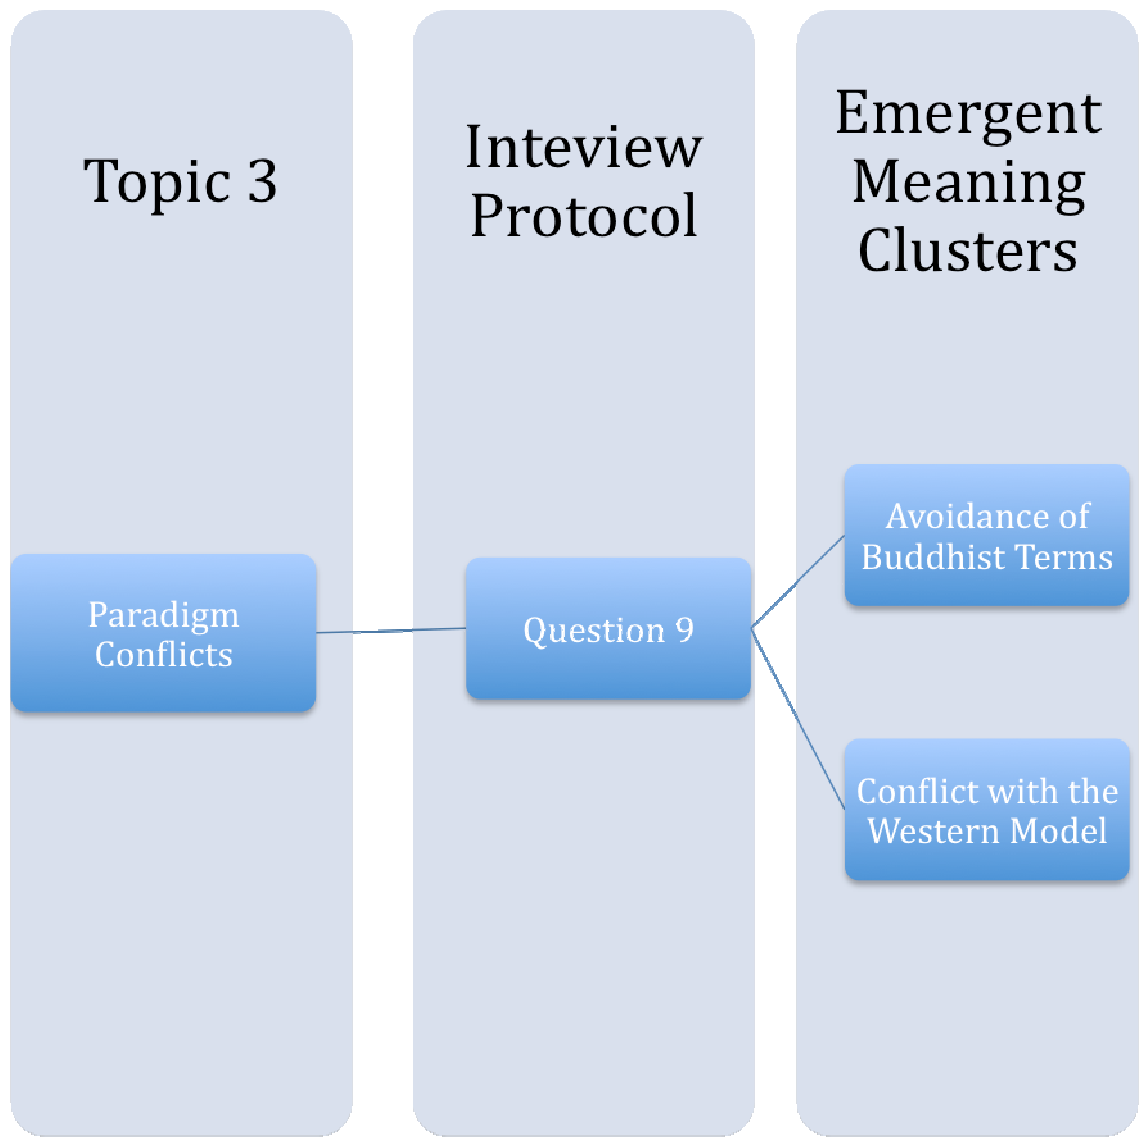 Topic 3
Inteview
Protocol
Emergent
Meaning
Clusters
Paradigm
Conflicts
Question 9
Avoidance of
Buddhist Terms
Conflict with the
Western Model